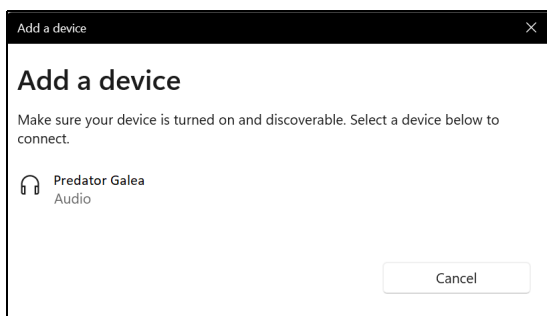 Add a device
Add a device
Make sure your device is turned on and discoverable. Select a device below to
connect.
Predator Galea
Audio
Cancel